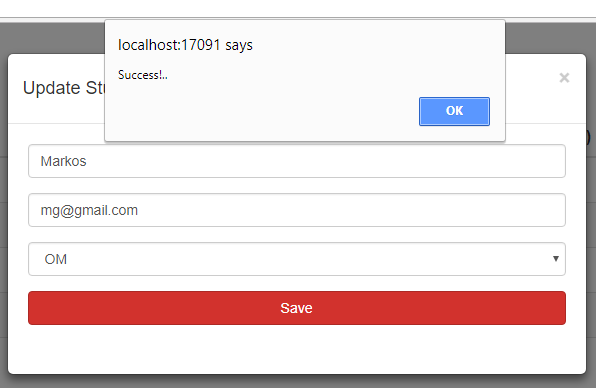 localhost:17091 says
Success!..
OK
Update Stu
×
)
Markos
mg@gmail.com
OM
Save